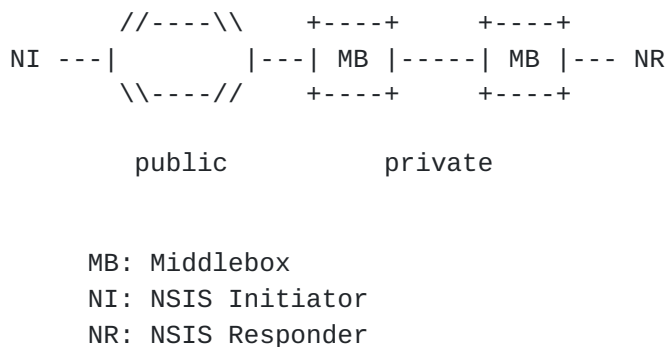 //----\\ +----+ +----+
NI ---| |---| MB |-----| MB |--- NR
\\----// +----+ +----+
public private
MB: Middlebox
NI: NSIS Initiator
NR: NSIS Responder